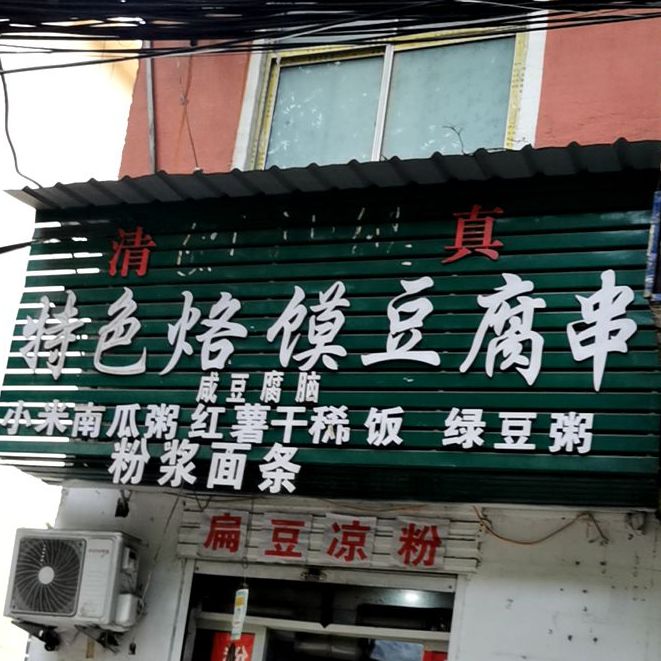 清 真
特色烙馍豆腐串
咸豆腐脑
小米南瓜粥 红薯干稀饭 绿豆粥
粉浆面条
扁豆凉粉